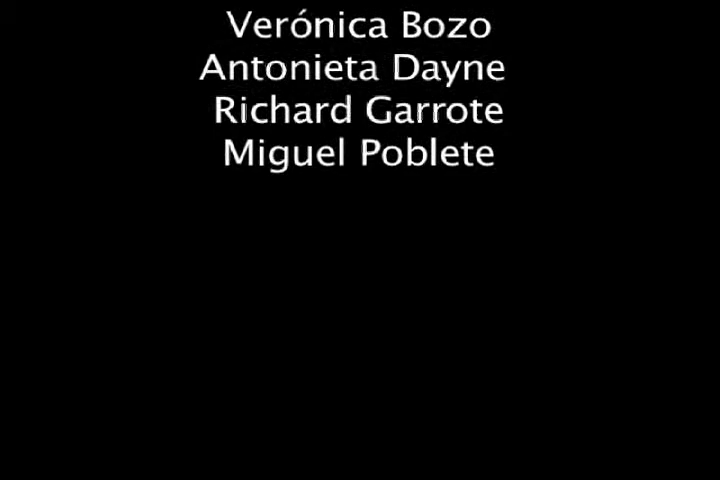 Verónica Bozo
Antonieta Dayne
Richard Garrote
Miguel Poblete